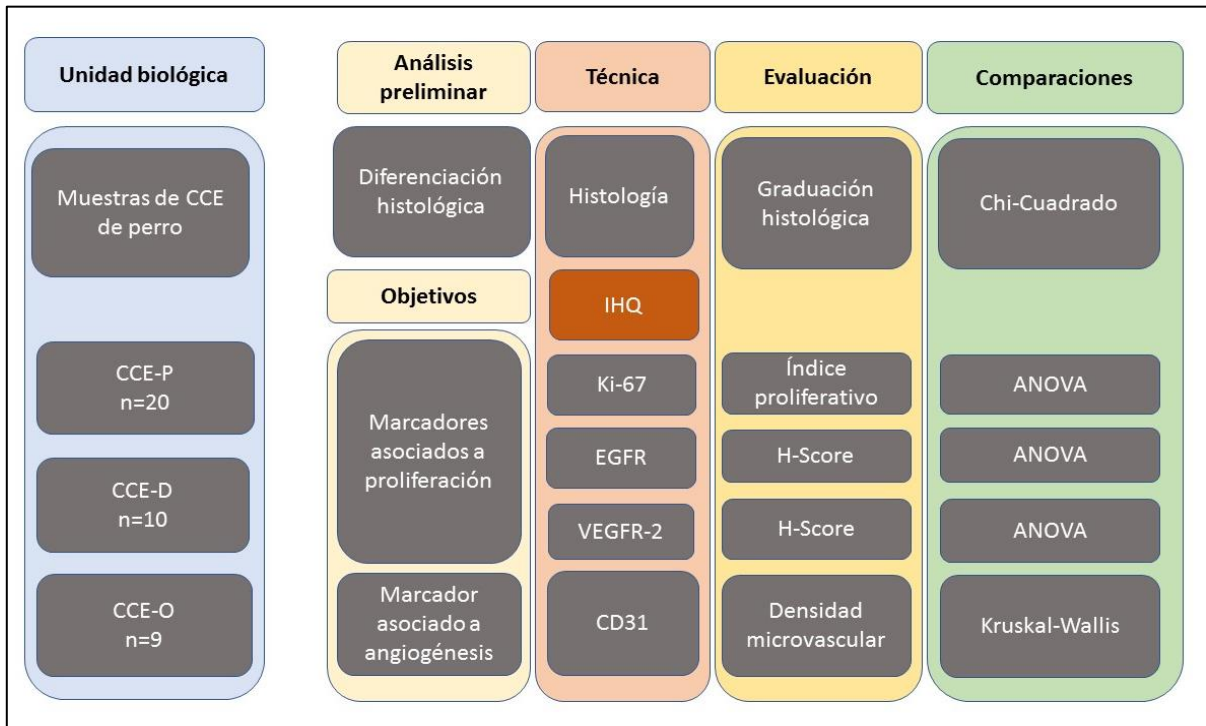 Unidad biológica
Análisis
preliminar
Técnica
Evaluación
Comparaciones
Muestras de CCE
de perro
Diferenciación
histológica
Histología
Graduación
histológica
Chi-Cuadrado
Objetivos
IHQ
CCE-P
n=20
Marcadores
asociados a
proliferación
Ki-67
Índice
proliferativo
ANOVA
EGFR
H-Score
ANOVA
CCE-D
n=10
VEGFR-2
H-Score
ANOVA
CCE-O
n=9
Marcador
asociado a
angiogénesis
CD31
Densidad
microvascular
Kruskal-Wallis